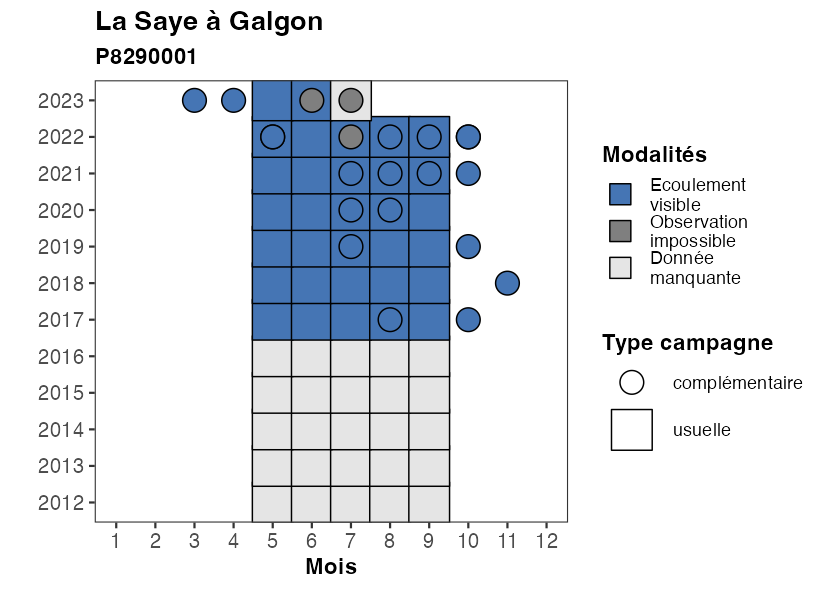 La Saye à Galgon
P8290001
2023
2022
2021
2020
2019
2018
2017
2016
2015
2014
2013
2012
1 2 3 4 5 6 7 8 9 10 11 12
Mois
Modalités
Ecoulement
visible
Observation
impossible
Donnée
manquante
Type campagne
complémentaire
usuelle